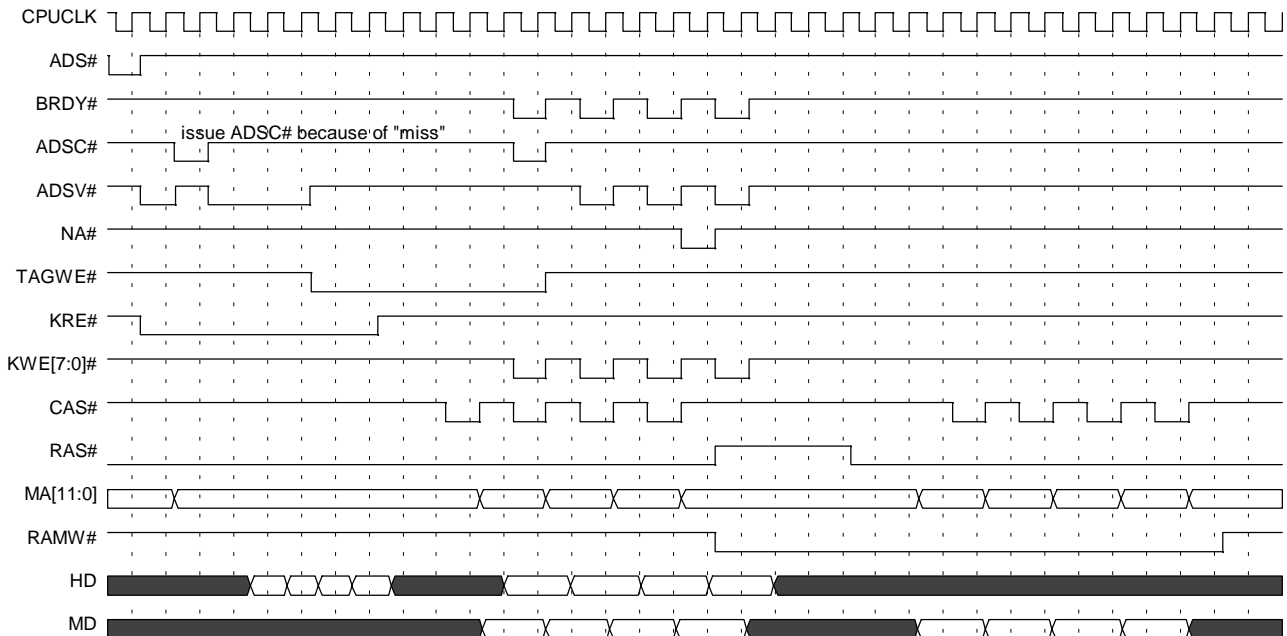 CPUCLK
ADS#
BRDY#
issue ADSC# because of "miss"
ADSC#
ADSV#
NA#
TAGWE#
KRE#
KWE[7:0]#
CAS#
RAS#
MA[11:0]
RAMW#
HD
MD